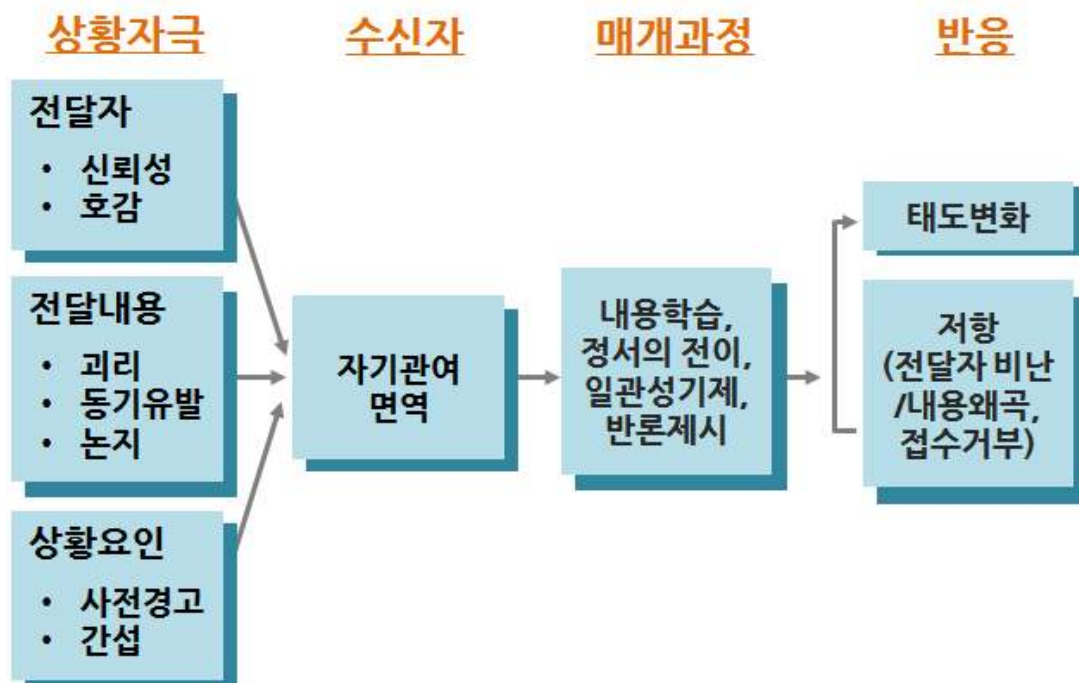 상황자극
수신자
매개과정
반응
전달자
• 신뢰성
• 호감
전달내용
• 괴리
• 동기유발
• 논지
상황요인
• 사전경고
• 간섭
자기관여
면역
내용학습,
정서의 전이,
일관성기제,
반론제시
태도변화
저항
(전달자 비난
/내용왜곡,
접수거부)